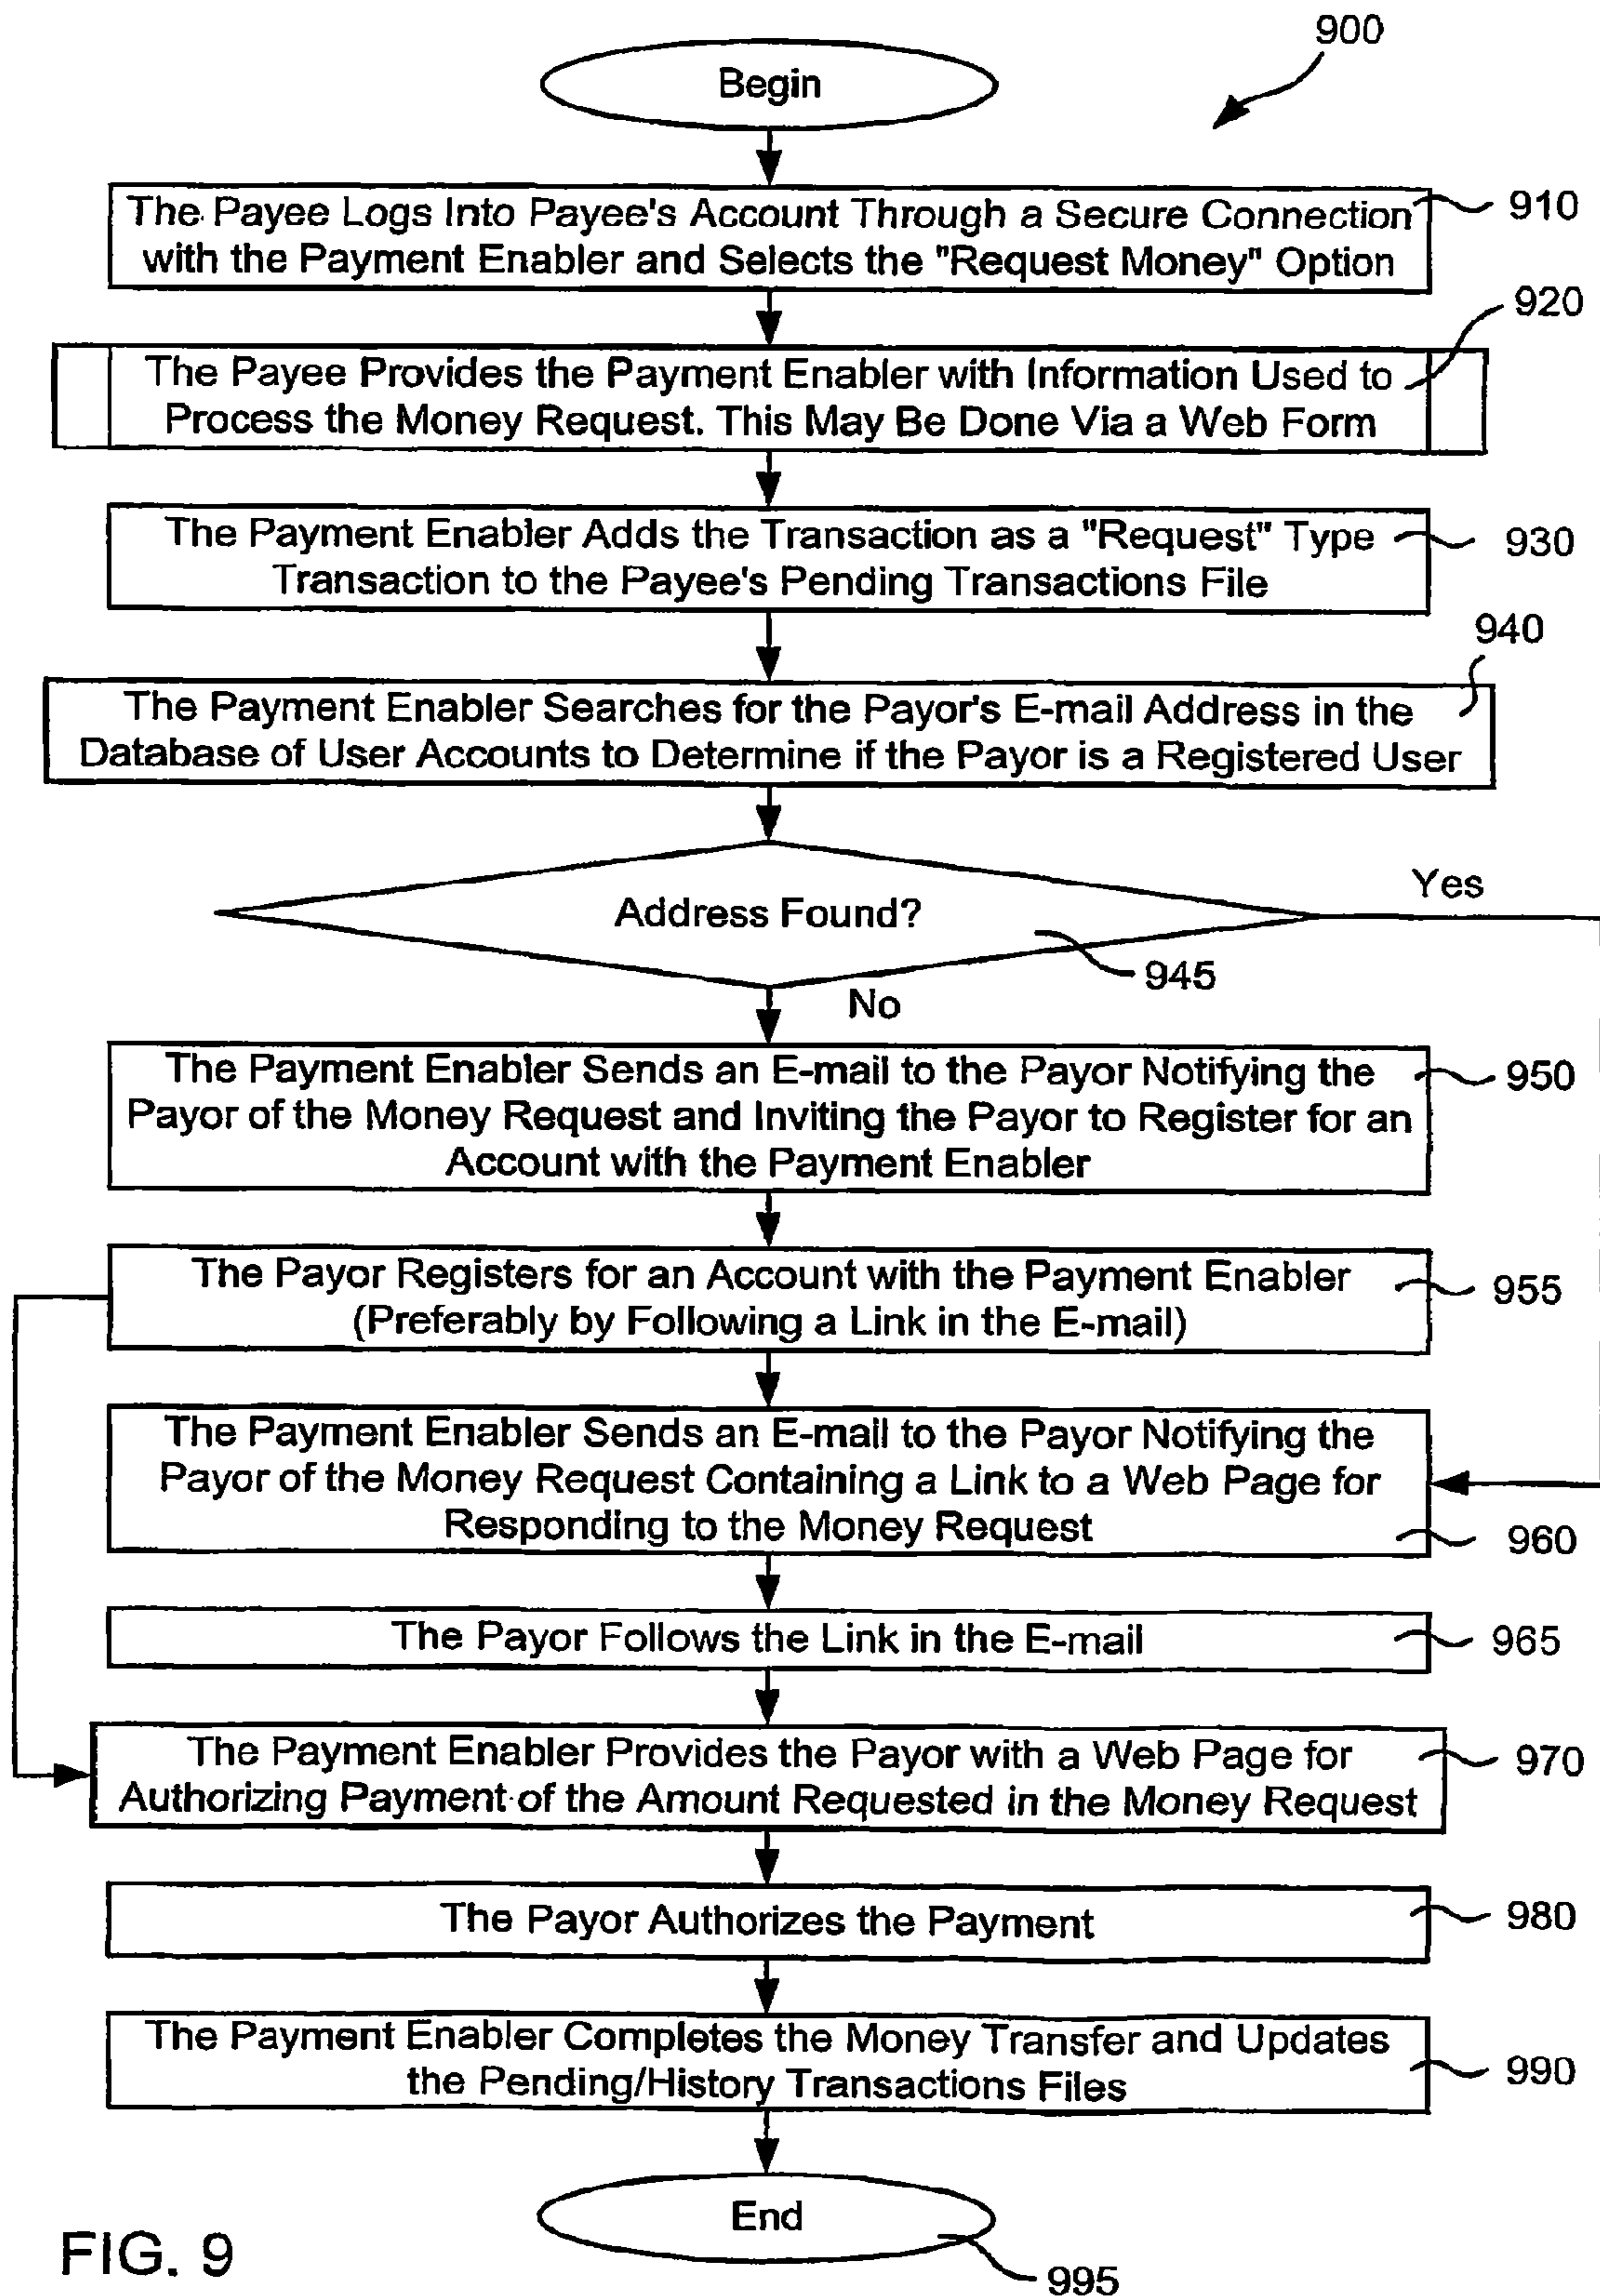 900
Begin
The Payee Logs Into Payee's Account Through a Secure Connection
with the Payment Enabler and Selects the "Request Money" Option
910
920
The Payee Provides the Payment Enabler with Information Used to
Process the Money Request. This May Be Done Via a Web Form
The Payment Enabler Adds the Transaction as a "Request" Type
Transaction to the Payee's Pending Transactions File
930
940
The Payment Enabler Searches for the Payor's E-mail Address in the
Database of User Accounts to Determine if the Payor is a Registered User
Yes
Address Found?
945
No
The Payment Enabler Sends an E-mail to the Payor Notifying the
Payor of the Money Request and Inviting the Payor to Register for an
Account with the Payment Enabler
950
The Payor Registers for an Account with the Payment Enabler
(Preferably by Following a Link in the E-mail)
955
The Payment Enabler Sends an E-mail to the Payor Notifying the
Payor of the Money Request Containing a Link to a Web Page for
Responding to the Money Request
960
The Payor Follows the Link in the E-mail
965
The Payment Enabler Provides the Payor with a Web Page for
Authorizing Payment of the Amount Requested in the Money Request
970
The Payor Authorizes the Payment
980
The Payment Enabler Completes the Money Transfer and Updates
the Pending/History Transactions Files
990
End
995
FIG. 9